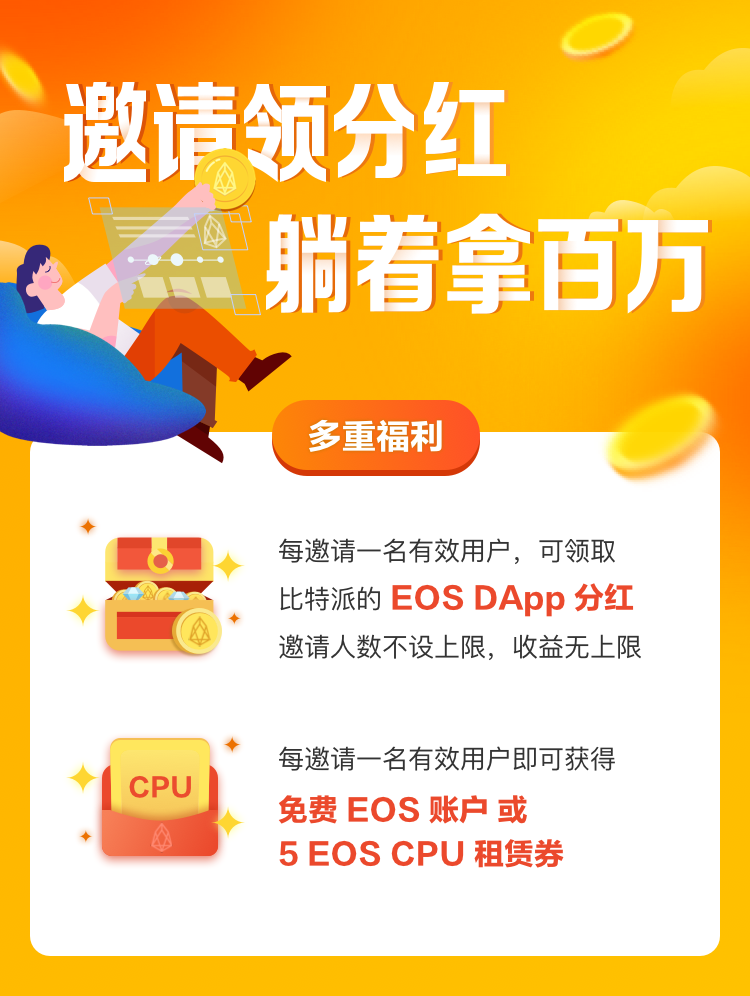 邀请领分红
躺着拿百万
多重福利
每邀请一名有效用户，可领取
比特派的 EOS DApp 分红
邀请人数不设上限，收益无上限
CPU
每邀请一名有效用户即可获得
免费 EOS 账户 或
5 EOS CPU 租赁券